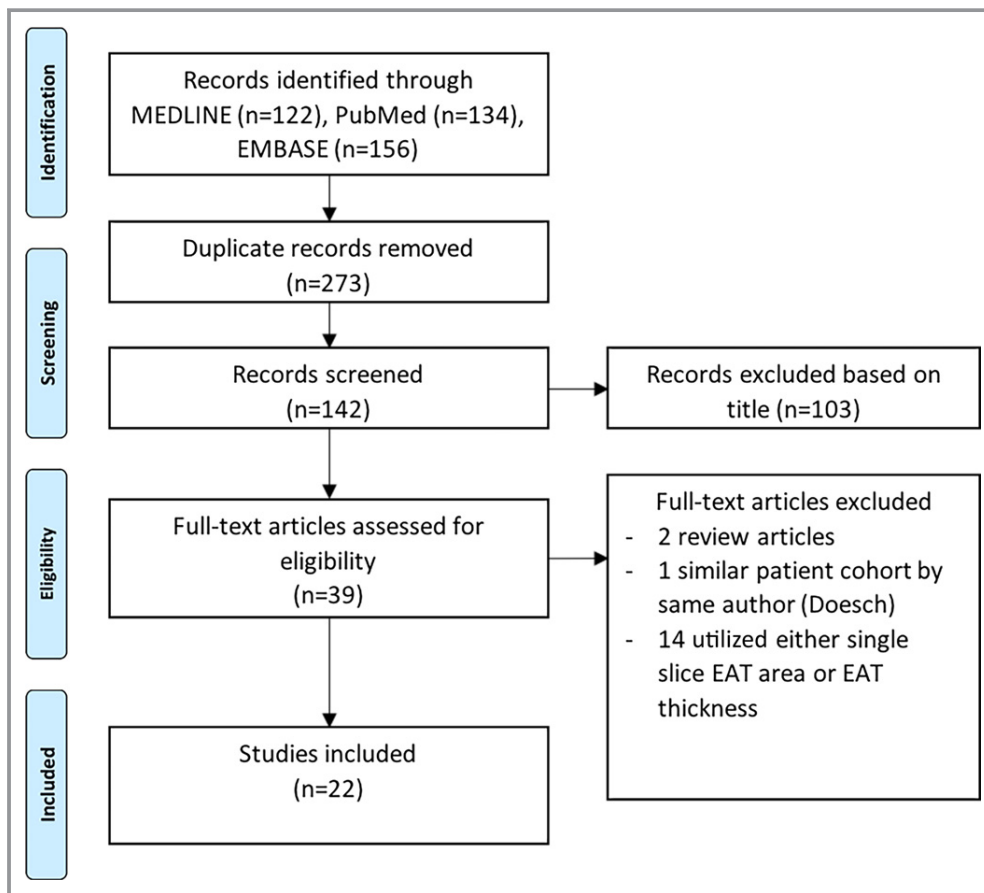 Identification
Records identified through
MEDLINE (n=122), PubMed (n=134),
EMBASE (n=156)
Duplicate records removed
(n=273)
Screening
Records screened
(n=142)
Records excluded based on
title (n=103)
Eligibility
Full-text articles assessed for
eligibility
(n=39)
Full-text articles excluded
- 2 review articles
- 1 similar patient cohort by
same author (Doesch)
- 14 utilized either single
slice EAT area or EAT
thickness
Included
Studies included
(n=22)